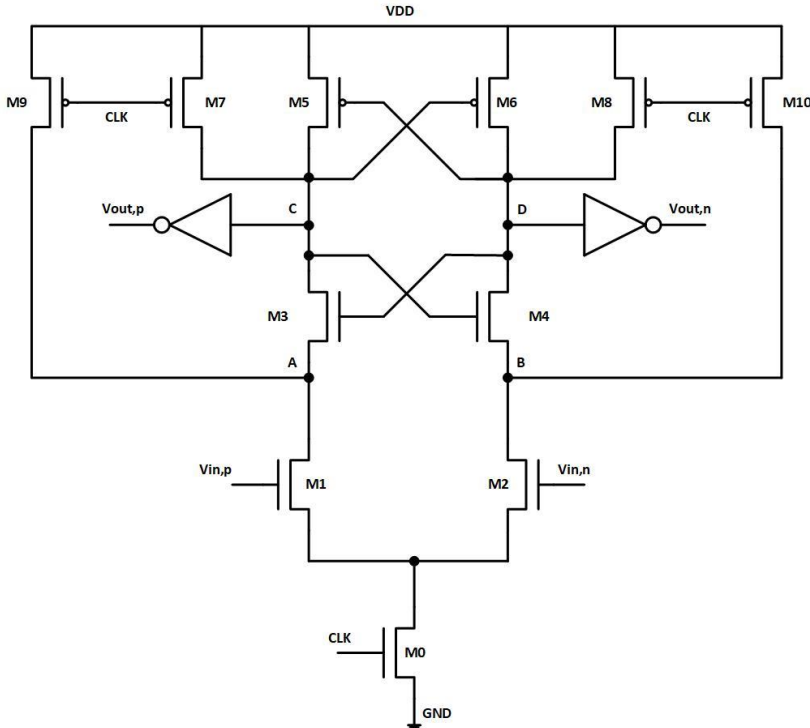 VDD
M9
M7
M5
M6
M8
M10
CLK
CLK
Vout,p
C
D
Vout,n
M3
M4
A
B
Vin,p
M1
M2
Vin,n
CLK
M0
GND